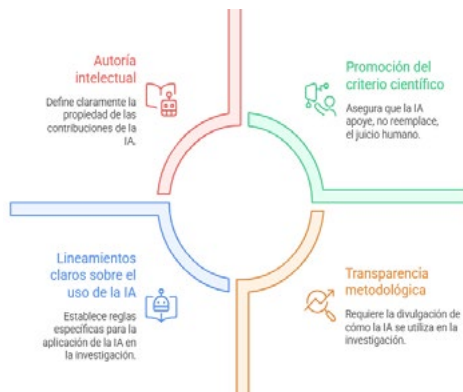 Autoría
intelectual
Define claramente la
propiedad de las
contribuciones de la
IA.
Promoción del
criterio científico
Asegura que la IA
apoye, no reemplace,
el juicio humano.
Lineamientos
claros sobre el
uso de la IA
Establece reglas
específicas para la
aplicación de la IA en
la investigación.
Transparencia
metodológica
Requiere la divulgación de
cómo la IA se utiliza en la
investigación.